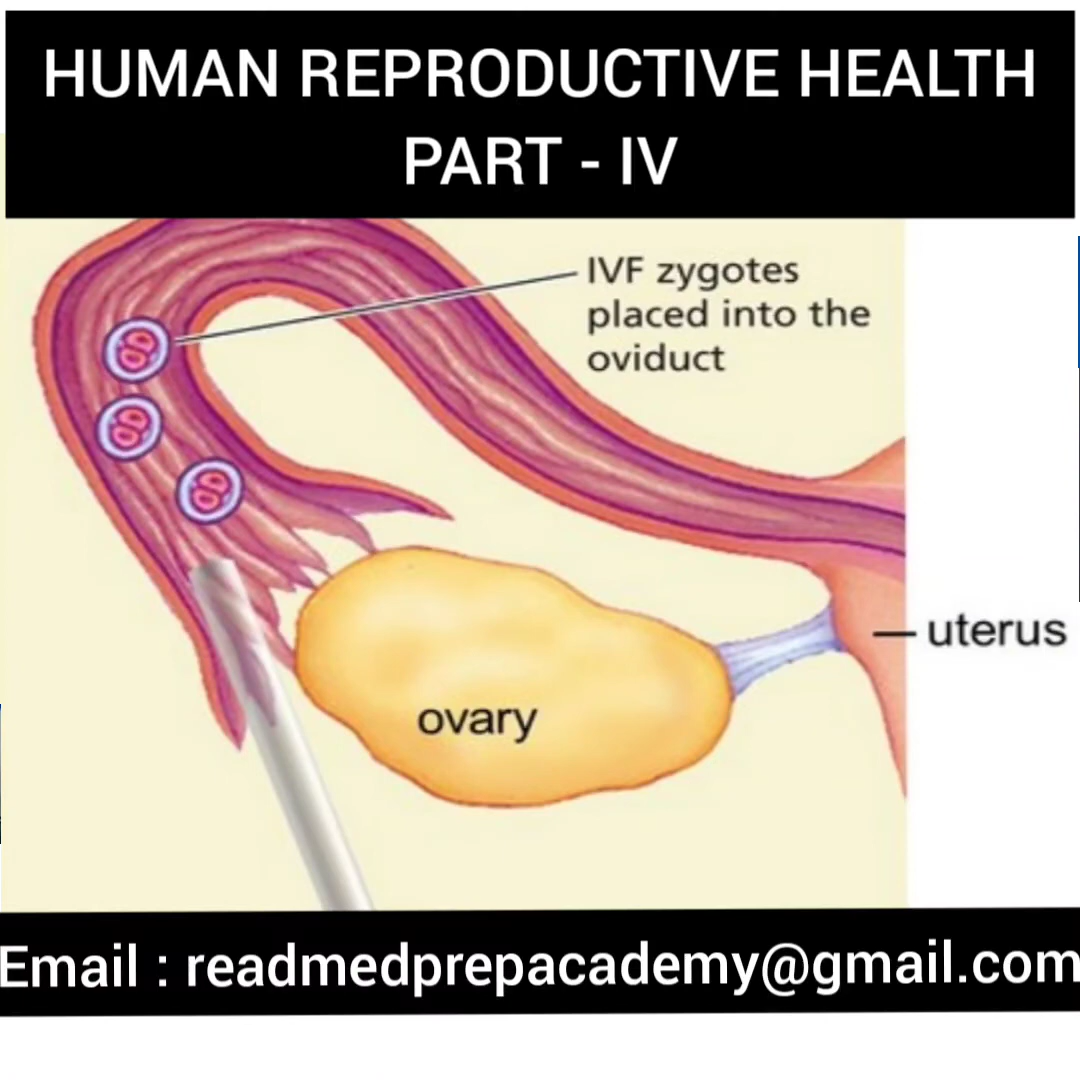 HUMAN REPRODUCTIVE HEALTH
PART - IV
IVF zygotes
placed into the
oviduct
uterus
ovary
Email : readmedprepacademy@gmail.com